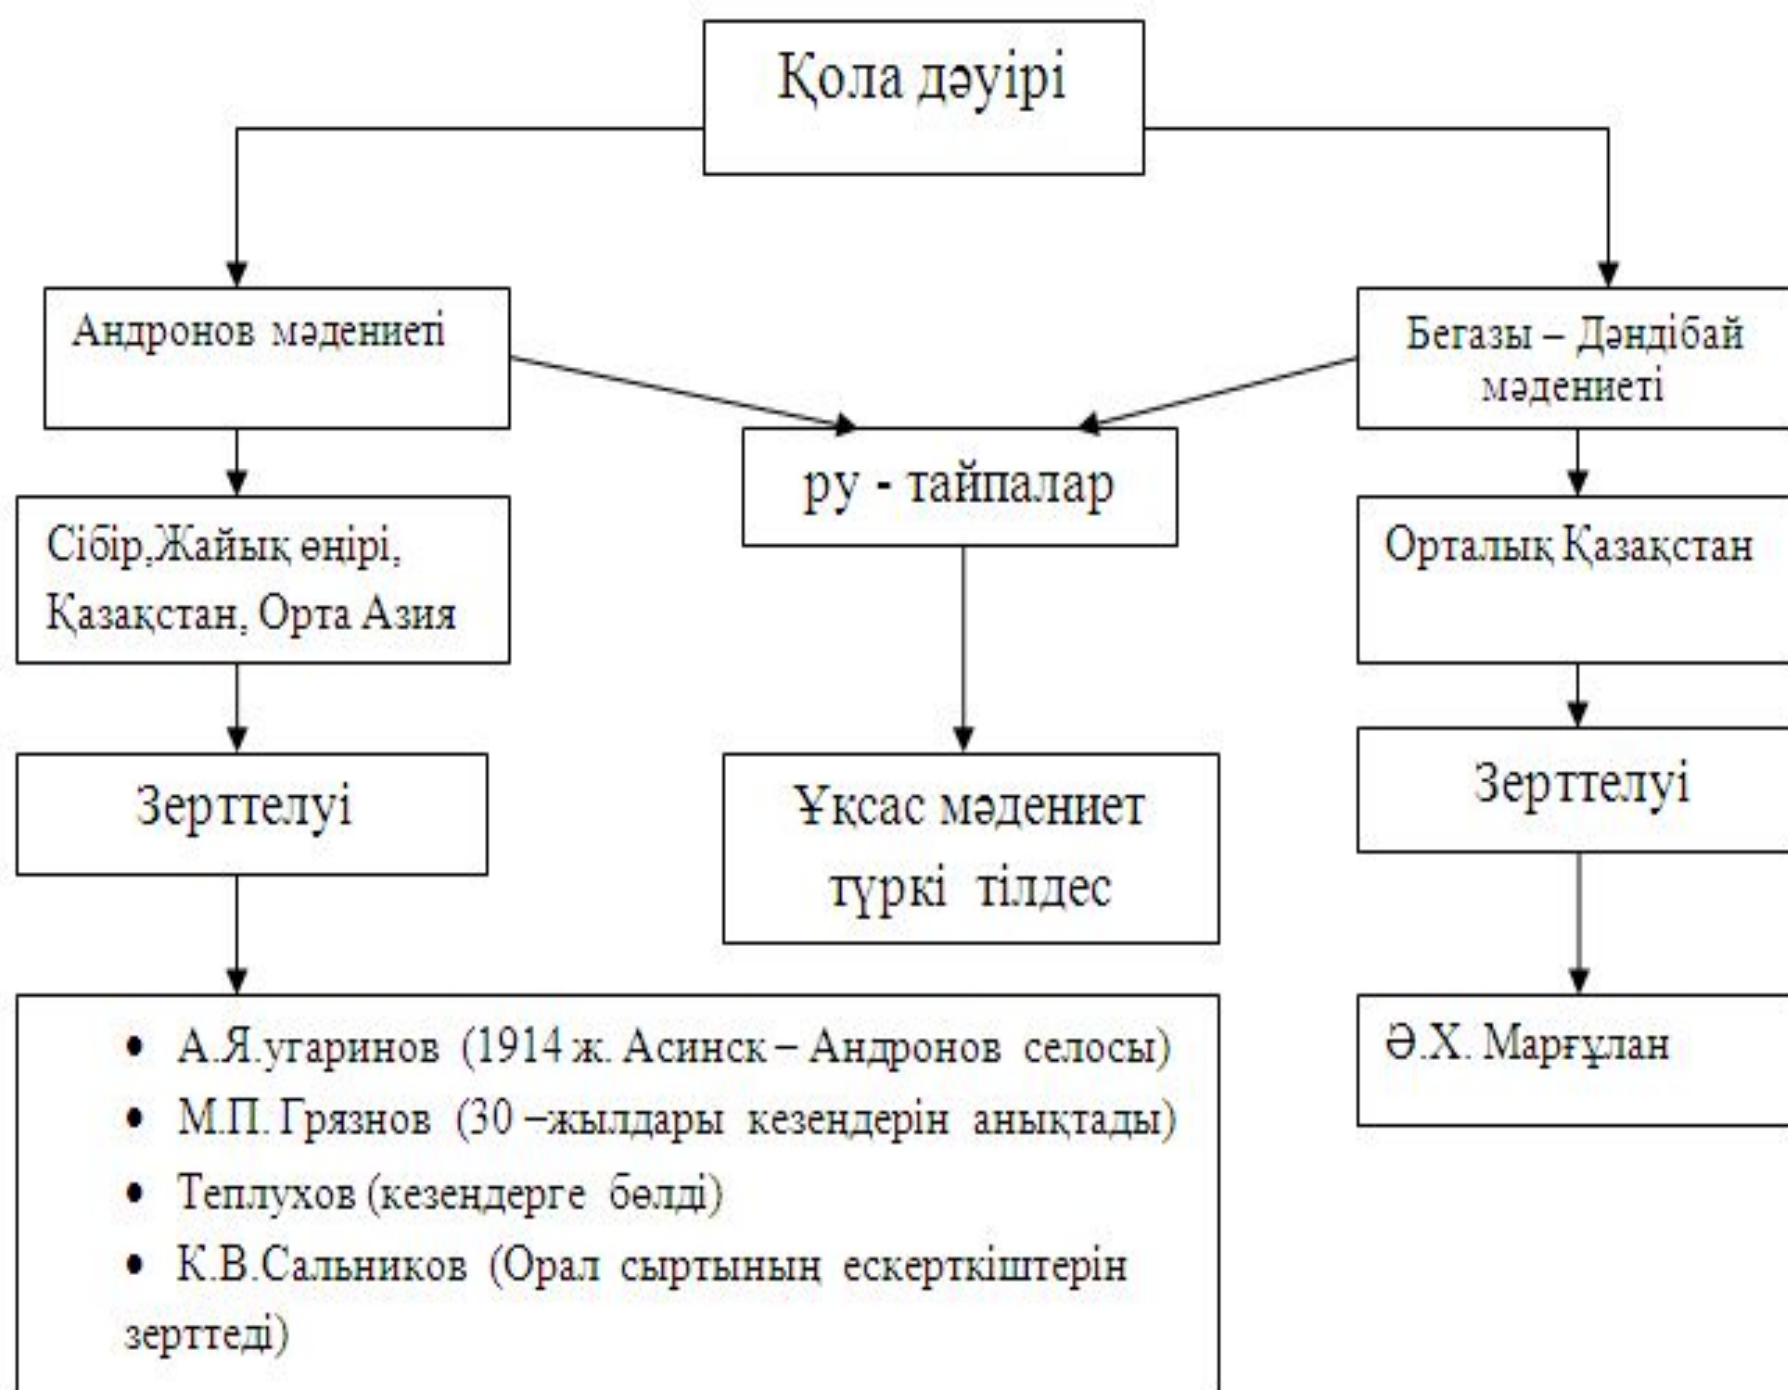 Қола дәуірі
Андронов мәдениеті
Бегазы – Дәндібай
мәдениеті
ру - тайпалар
Сібір,Жайық өңірі,
Қазақстан, Орта Азия
Орталық Қазақстан
Зерттелуі
Ұқсас мәдениет
түркі тілдес
Зерттелуі
• А.Я.угаринов (1914 ж. Асинск – Андронов селосы)
• М.П. Грязнов (30 –жылдары кезендерін анықтады)
• Теплухов (кезеңдерге бөлді)
• К.В.Сальников (Орал сыртының ескерткіштерін
зерттеді)
Ә.Х. Марғұлан